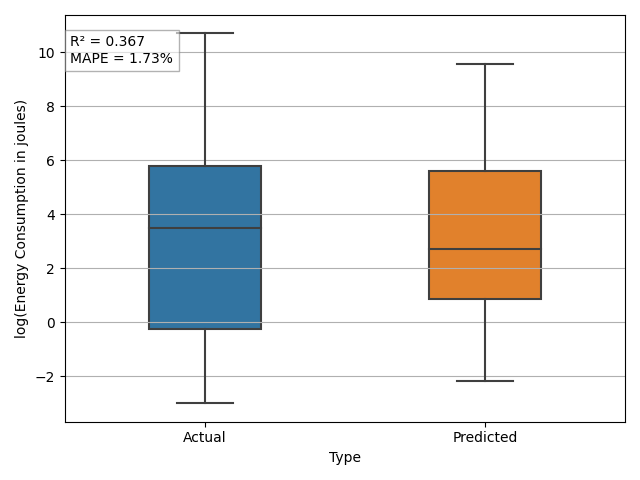 R² = 0.367
MAPE = 1.73%
log(Energy Consumption in joules)
10
8
6
4
2
0
−2
Actual
Predicted
Type